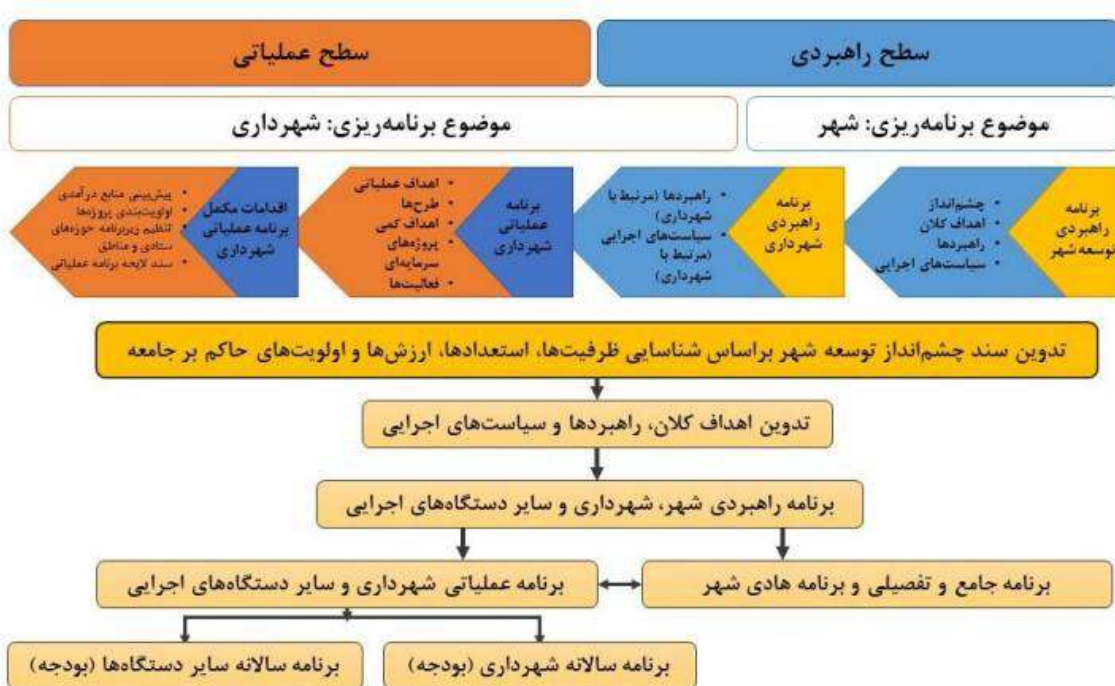 سطح راهبردی
سطح عملیاتی
موضوع برنامه‌ریزی: شهر
موضوع برنامه‌ریزی: شهرداری
برنامه
راهبردی
توسعه شهر
• چشم‌انداز
• اهداف کلان
• راهبردها
• سیاست‌های اجرایی
برنامه
راهبردی
شهرداری
• راهبردها (مرتبط با
شهرداری)
• سیاست‌های اجرایی
(مرتبط با
شهرداری)
برنامه
عملیاتی
شهرداری
• اهداف عملیاتی
• طرح‌ها
• اهداف کمی
• پروژه‌های
سرمایه‌ای
• فعالیت‌ها
اقدامات مکمل
برنامه عملیاتی
شهرداری
• پیش‌بینی منابع درآمدی
• اولویت‌بندی پروژه‌ها
• تنظیم زیربرنامه حوزه‌های
ستادی و مناطق
• سند لایحه برنامه عملیاتی
تدوین سند چشم‌انداز توسعه شهر براساس شناسایی ظرفیت‌ها، استعدادها، ارزش‌ها و اولویت‌های حاکم بر جامعه
تدوین اهداف کلان، راهبردها و سیاست‌های اجرایی
برنامه راهبردی شهر، شهرداری و سایر دستگاه‌های اجرایی
برنامه جامع و تفصیلی و برنامه هادی شهر
برنامه عملیاتی شهرداری و سایر دستگاه‌های اجرایی
برنامه سالانه شهرداری (بودجه)
برنامه سالانه سایر دستگاه‌ها (بودجه)